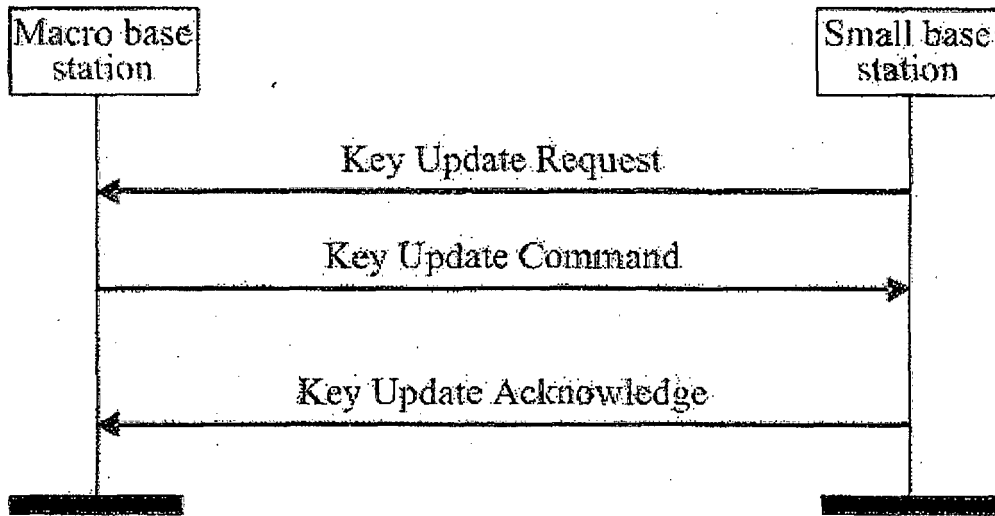 Macro base
station
Small base
station
Key Update Request
Key Update Command
Key Update Acknowledge